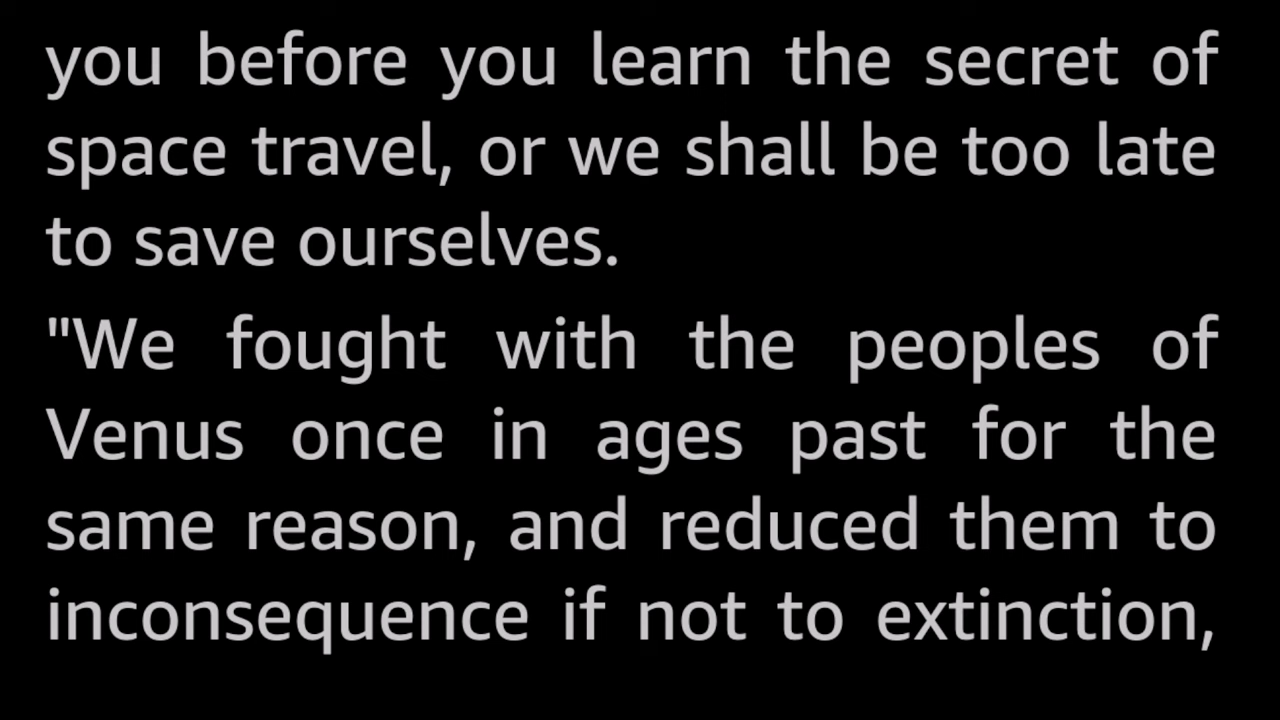 you before you learn the secret of
space travel, or we shall be too late
to save ourselves.
"We fought with the peoples of
Venus once in ages past for the
same reason, and reduced them to
inconsequence if not to extinction,